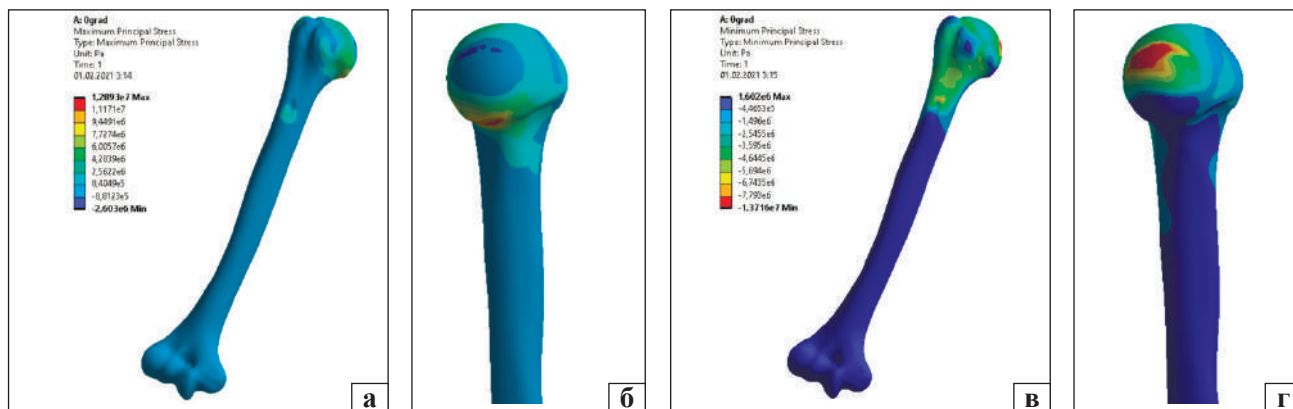 A: 0grad
Maximum Principal Stress
Type: Maximum Principal Stress
Unit: Pa
Time: 1
01.02.2021 3:14
1,2893e7 Max
1,1171e7
9,4491e6
7,7274e6
6,0057e6
4,2839e6
2,5622e6
8,4049e5
-8,8123e5
-2,603e6 Min
а
б
A: 0grad
Minimum Principal Stress
Type: Minimum Principal Stress
Unit: Pa
Time: 1
01.02.2021 3:15
1,602e6 Max
-4,4653e5
-1,496e6
-2,5455e6
-3,595e6
-4,6445e6
-5,694e6
-6,7435e6
-7,793e6
-1,3716e7 Min
в
г